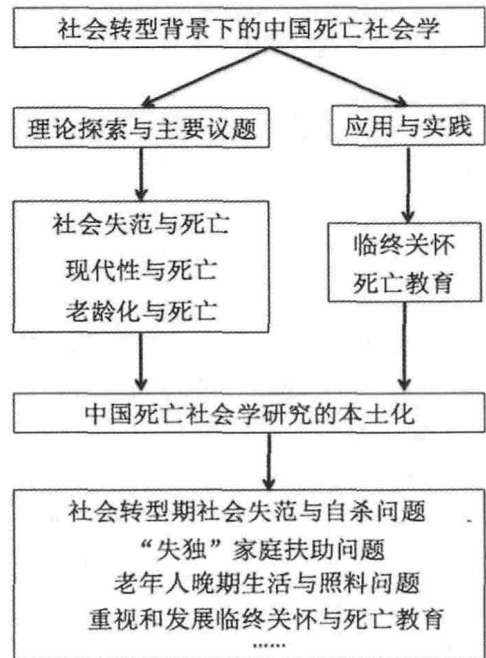 社会转型背景下的中国死亡社会学
理论探索与主要议题
应用与实践
社会失范与死亡
现代性与死亡
老龄化与死亡
临终关怀
死亡教育
中国死亡社会学研究的本土化
社会转型期社会失范与自杀问题
“失独”家庭扶助问题
老年人晚期生活与照料问题
重视和发展临终关怀与死亡教育
……